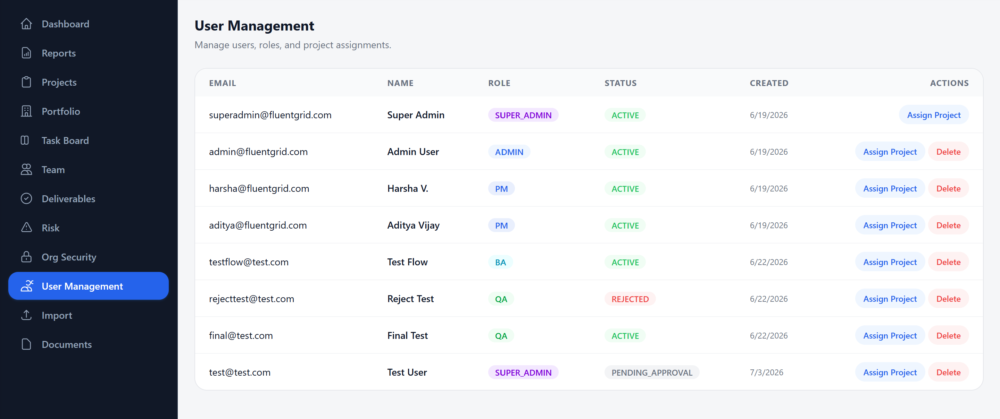 Dashboard
Reports
Projects
Portfolio
Task Board
Team
Deliverables
Risk
Org Security
User Management
Import
Documents
User Management
Manage users, roles, and project assignments.
EMAIL NAME ROLE STATUS CREATED ACTIONS
superadmin@fluentgrid.com Super Admin SUPER_ADMIN ACTIVE 6/19/2026 Assign Project
admin@fluentgrid.com Admin User ADMIN ACTIVE 6/19/2026 Assign Project Delete
harsha@fluentgrid.com Harsha V. PM ACTIVE 6/19/2026 Assign Project Delete
aditya@fluentgrid.com Aditya Vijay PM ACTIVE 6/19/2026 Assign Project Delete
testflow@test.com Test Flow BA ACTIVE 6/22/2026 Assign Project Delete
rejecttest@test.com Reject Test QA REJECTED 6/22/2026 Assign Project Delete
final@test.com Final Test QA ACTIVE 6/22/2026 Assign Project Delete
test@test.com Test User SUPER_ADMIN PENDING_APPROVAL 7/3/2026 Assign Project Delete